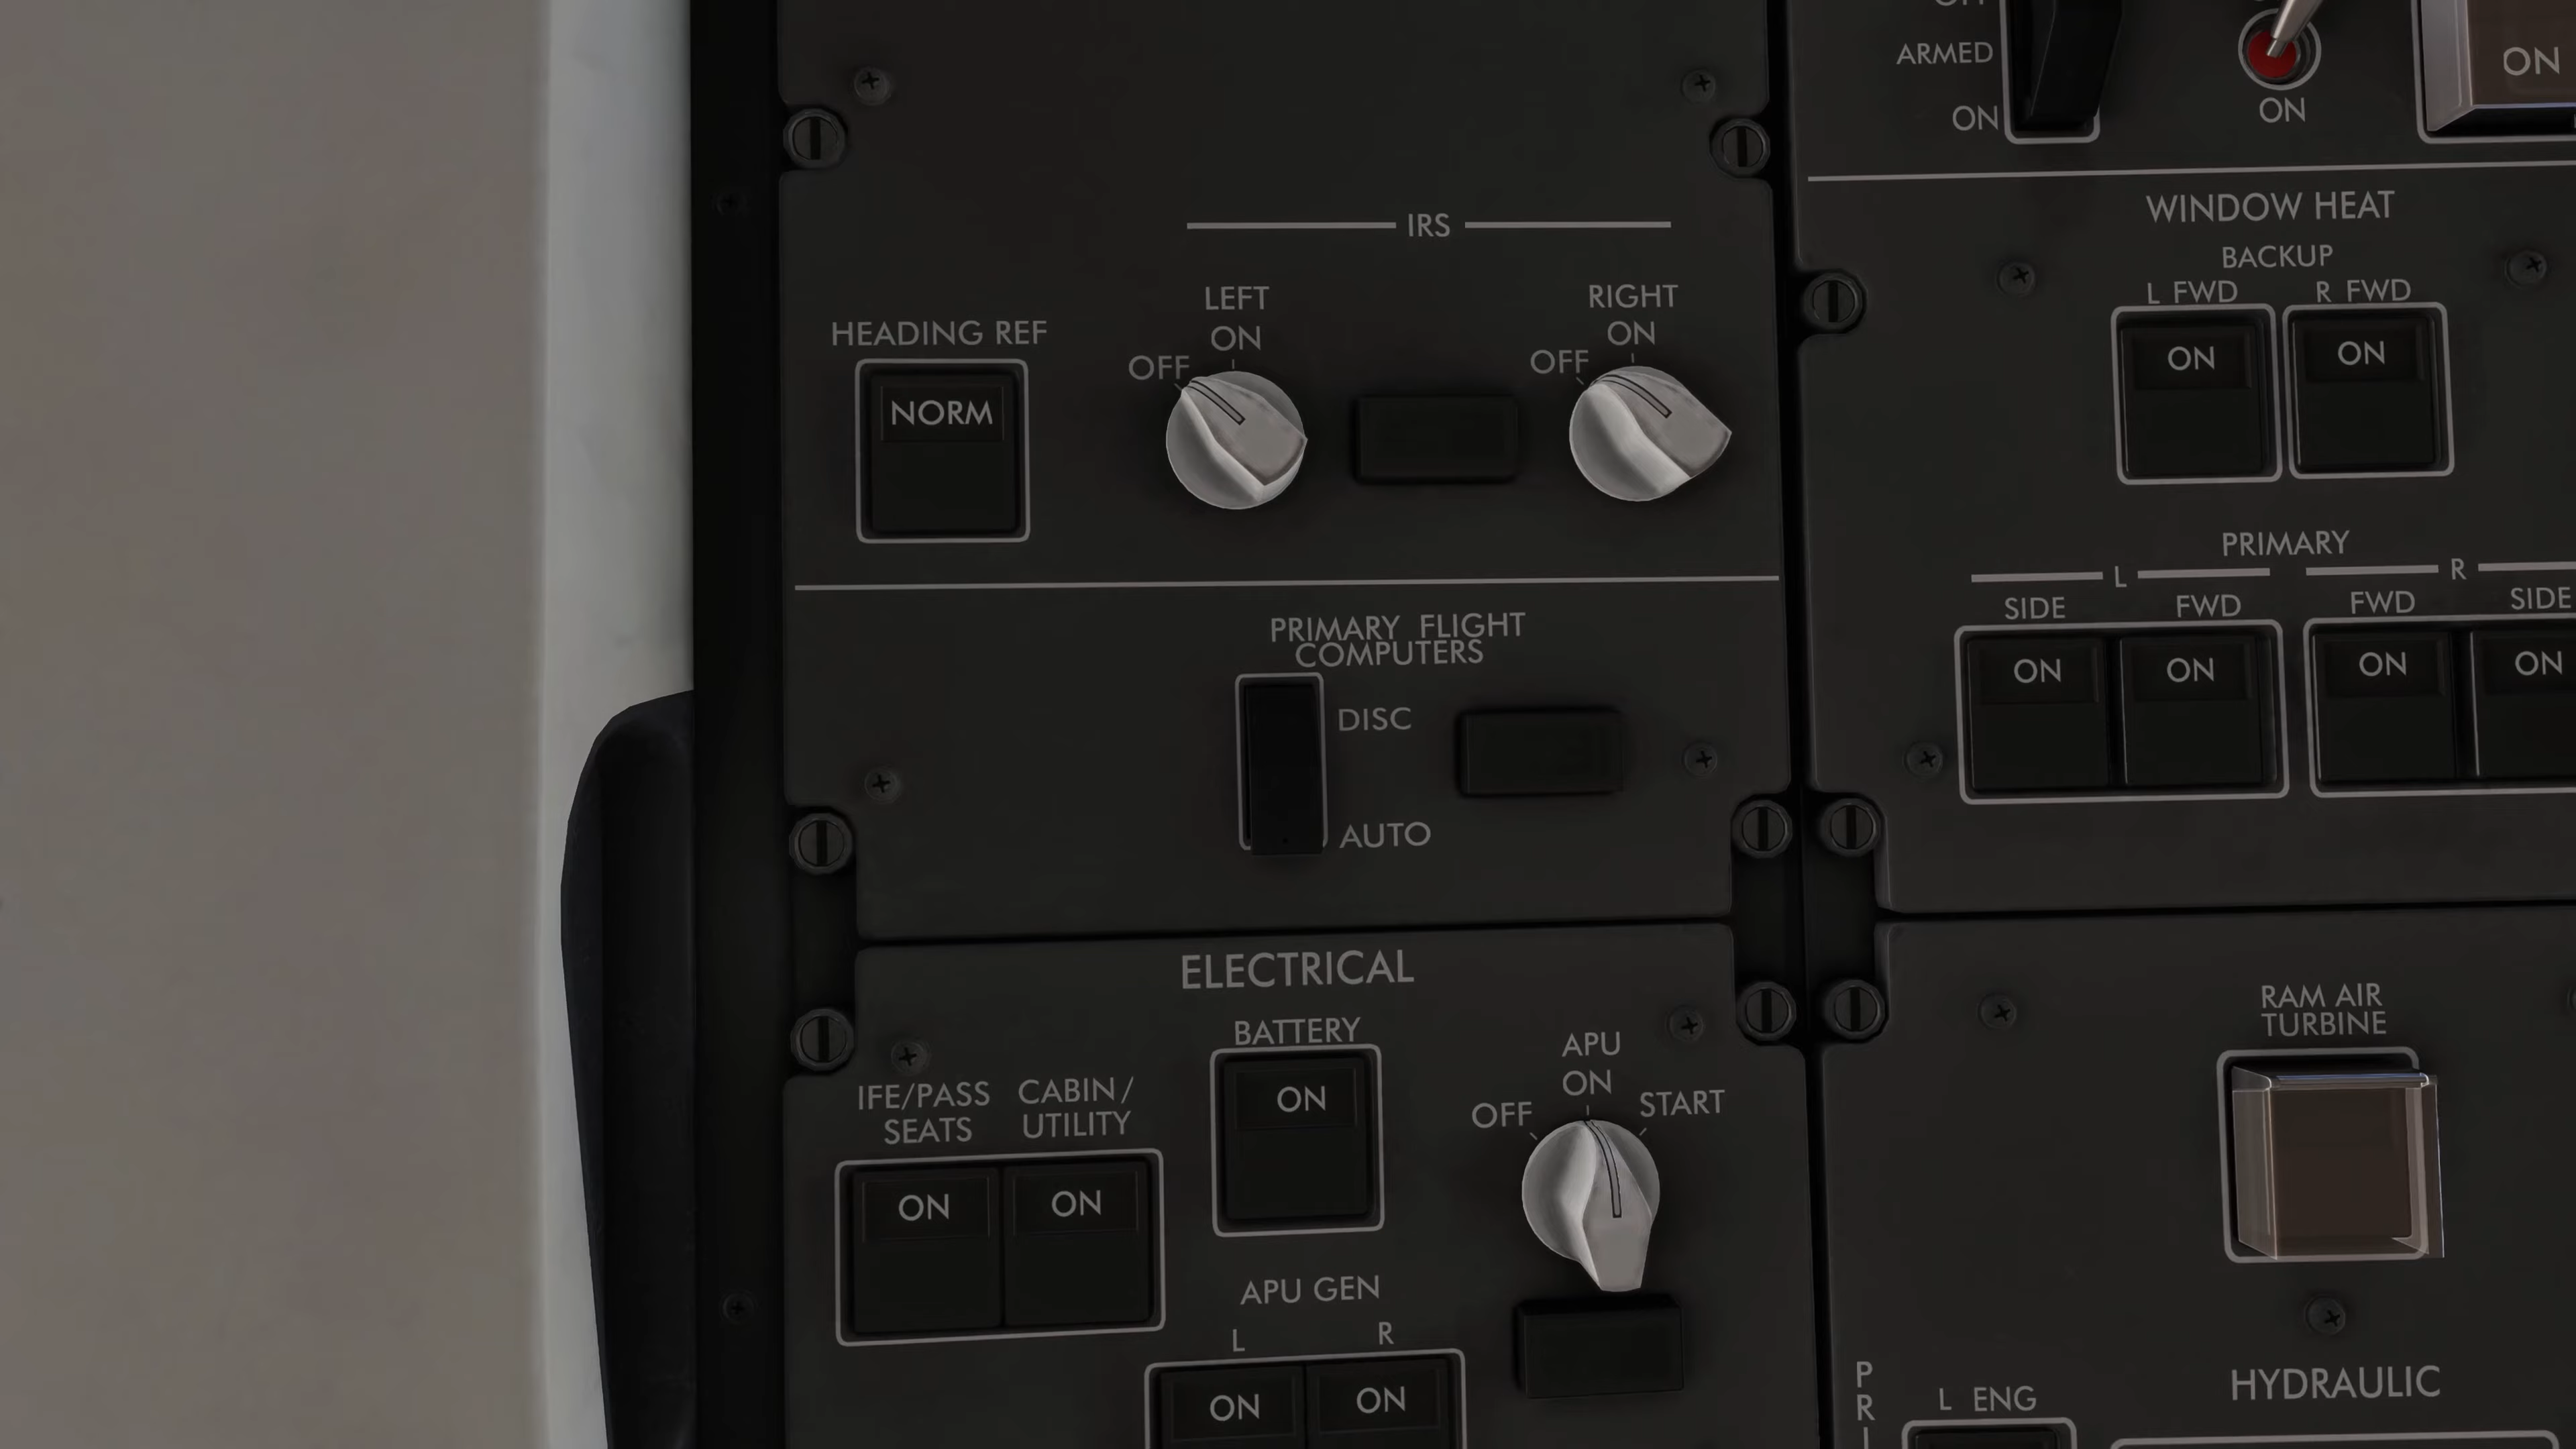 OFF
ARMED
ON
ON
ON
WINDOW HEAT
BACKUP
L FWD
R FWD
ON
ON
PRIMARY
L
R
SIDE
FWD
FWD
SIDE
ON
ON
ON
ON
IRS
LEFT
ON
OFF
RIGHT
ON
OFF
HEADING REF
NORM
PRIMARY FLIGHT
COMPUTERS
DISC
AUTO
ELECTRICAL
BATTERY
ON
APU
ON
OFF
START
IFE/PASS
SEATS
CABIN/
UTILITY
ON
ON
APU GEN
L
R
ON
ON
RAM AIR
TURBINE
HYDRAULIC
P
R
I
L ENG